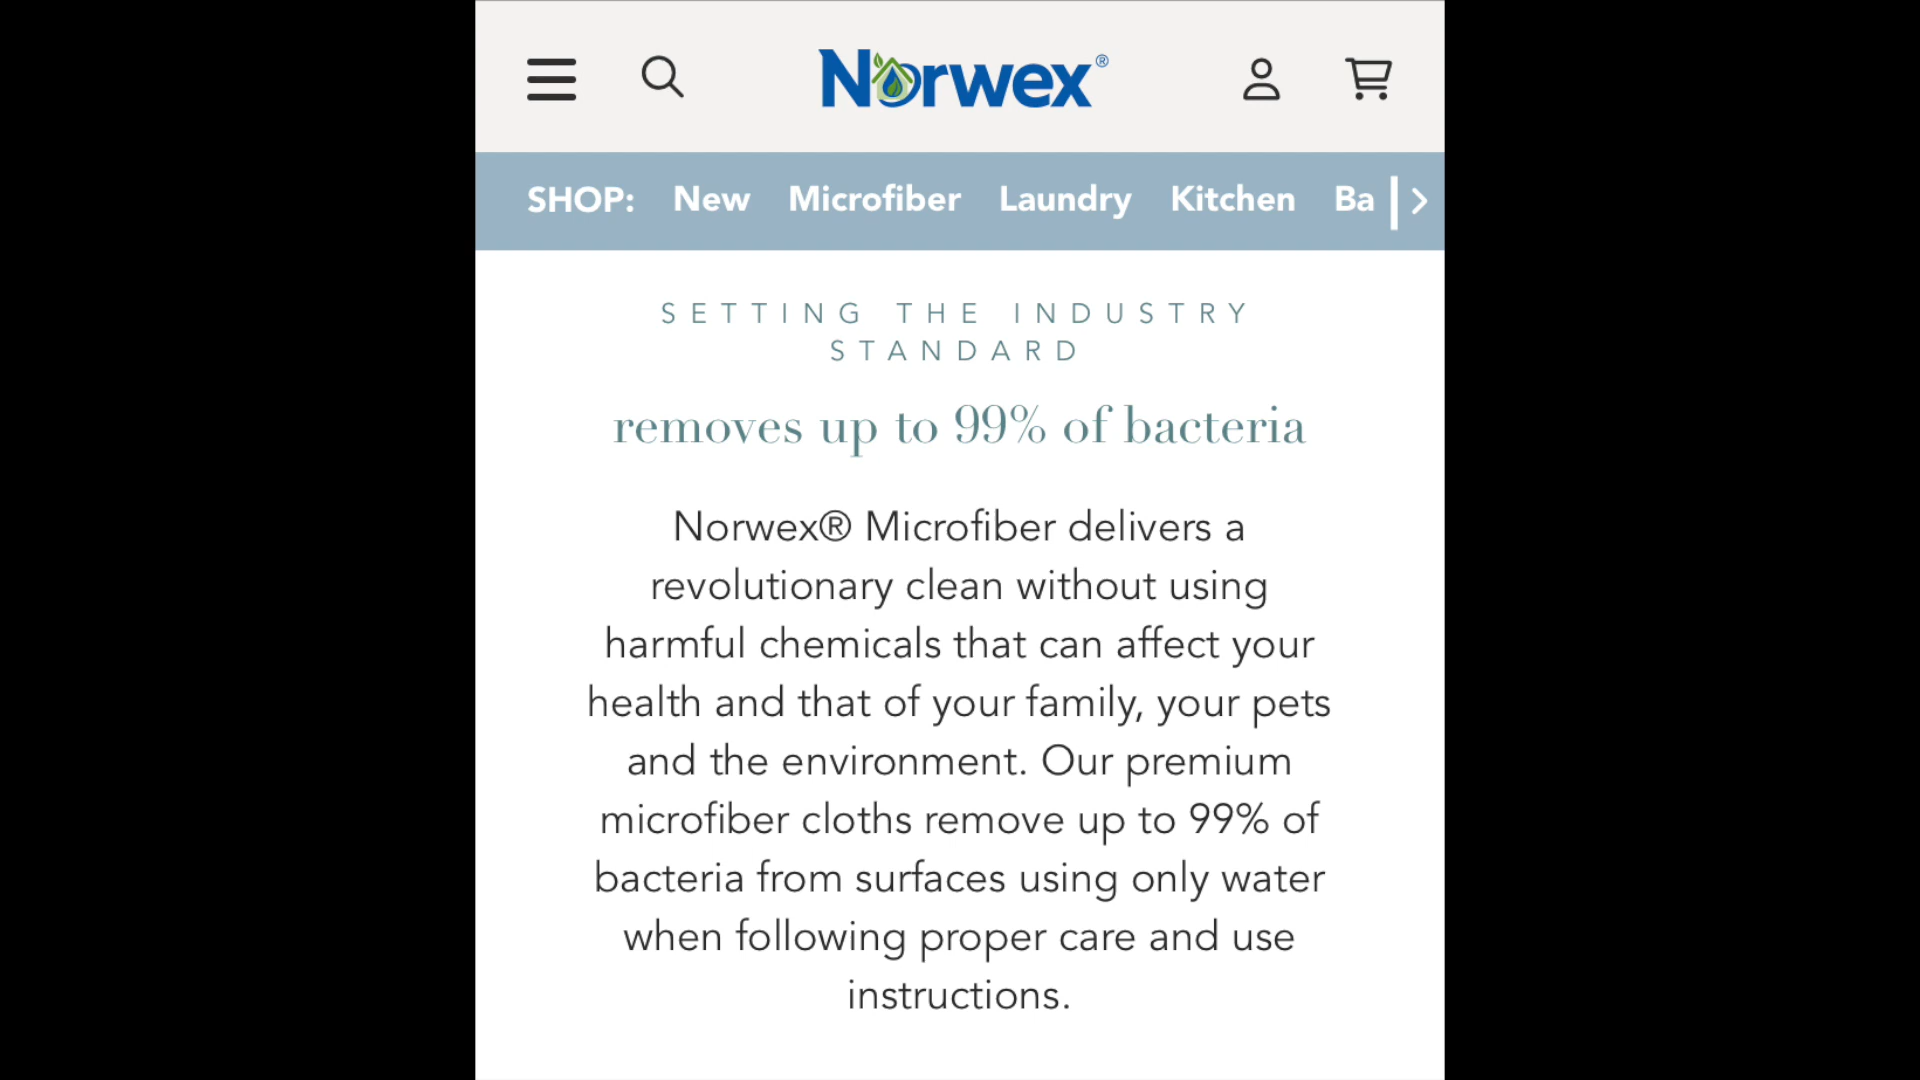 Norwex®
SHOP: New Microfiber Laundry Kitchen Ba
SETTING THE INDUSTRY
STANDARD
removes up to 99% of bacteria
Norwex® Microfiber delivers a
revolutionary clean without using
harmful chemicals that can affect your
health and that of your family, your pets
and the environment. Our premium
microfiber cloths remove up to 99% of
bacteria from surfaces using only water
when following proper care and use
instructions.